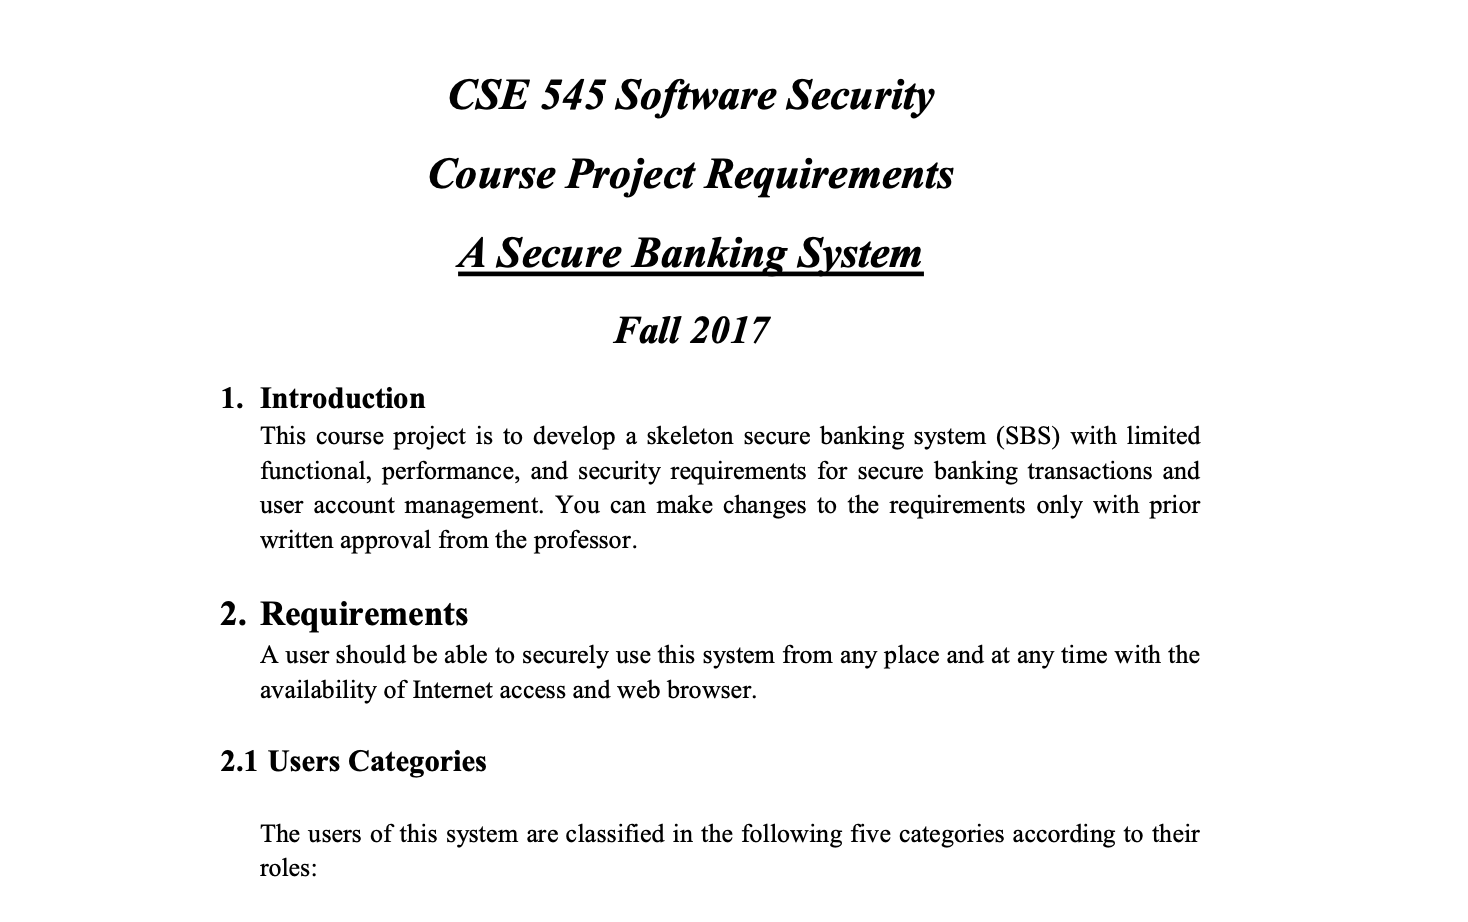 CSE 545 Software Security
Course Project Requirements
A Secure Banking System
Fall 2017
1. Introduction
This course project is to develop a skeleton secure banking system (SBS) with limited
functional, performance, and security requirements for secure banking transactions and
user account management. You can make changes to the requirements only with prior
written approval from the professor.
2. Requirements
A user should be able to securely use this system from any place and at any time with the
availability of Internet access and web browser.
2.1 Users Categories
The users of this system are classified in the following five categories according to their
roles: